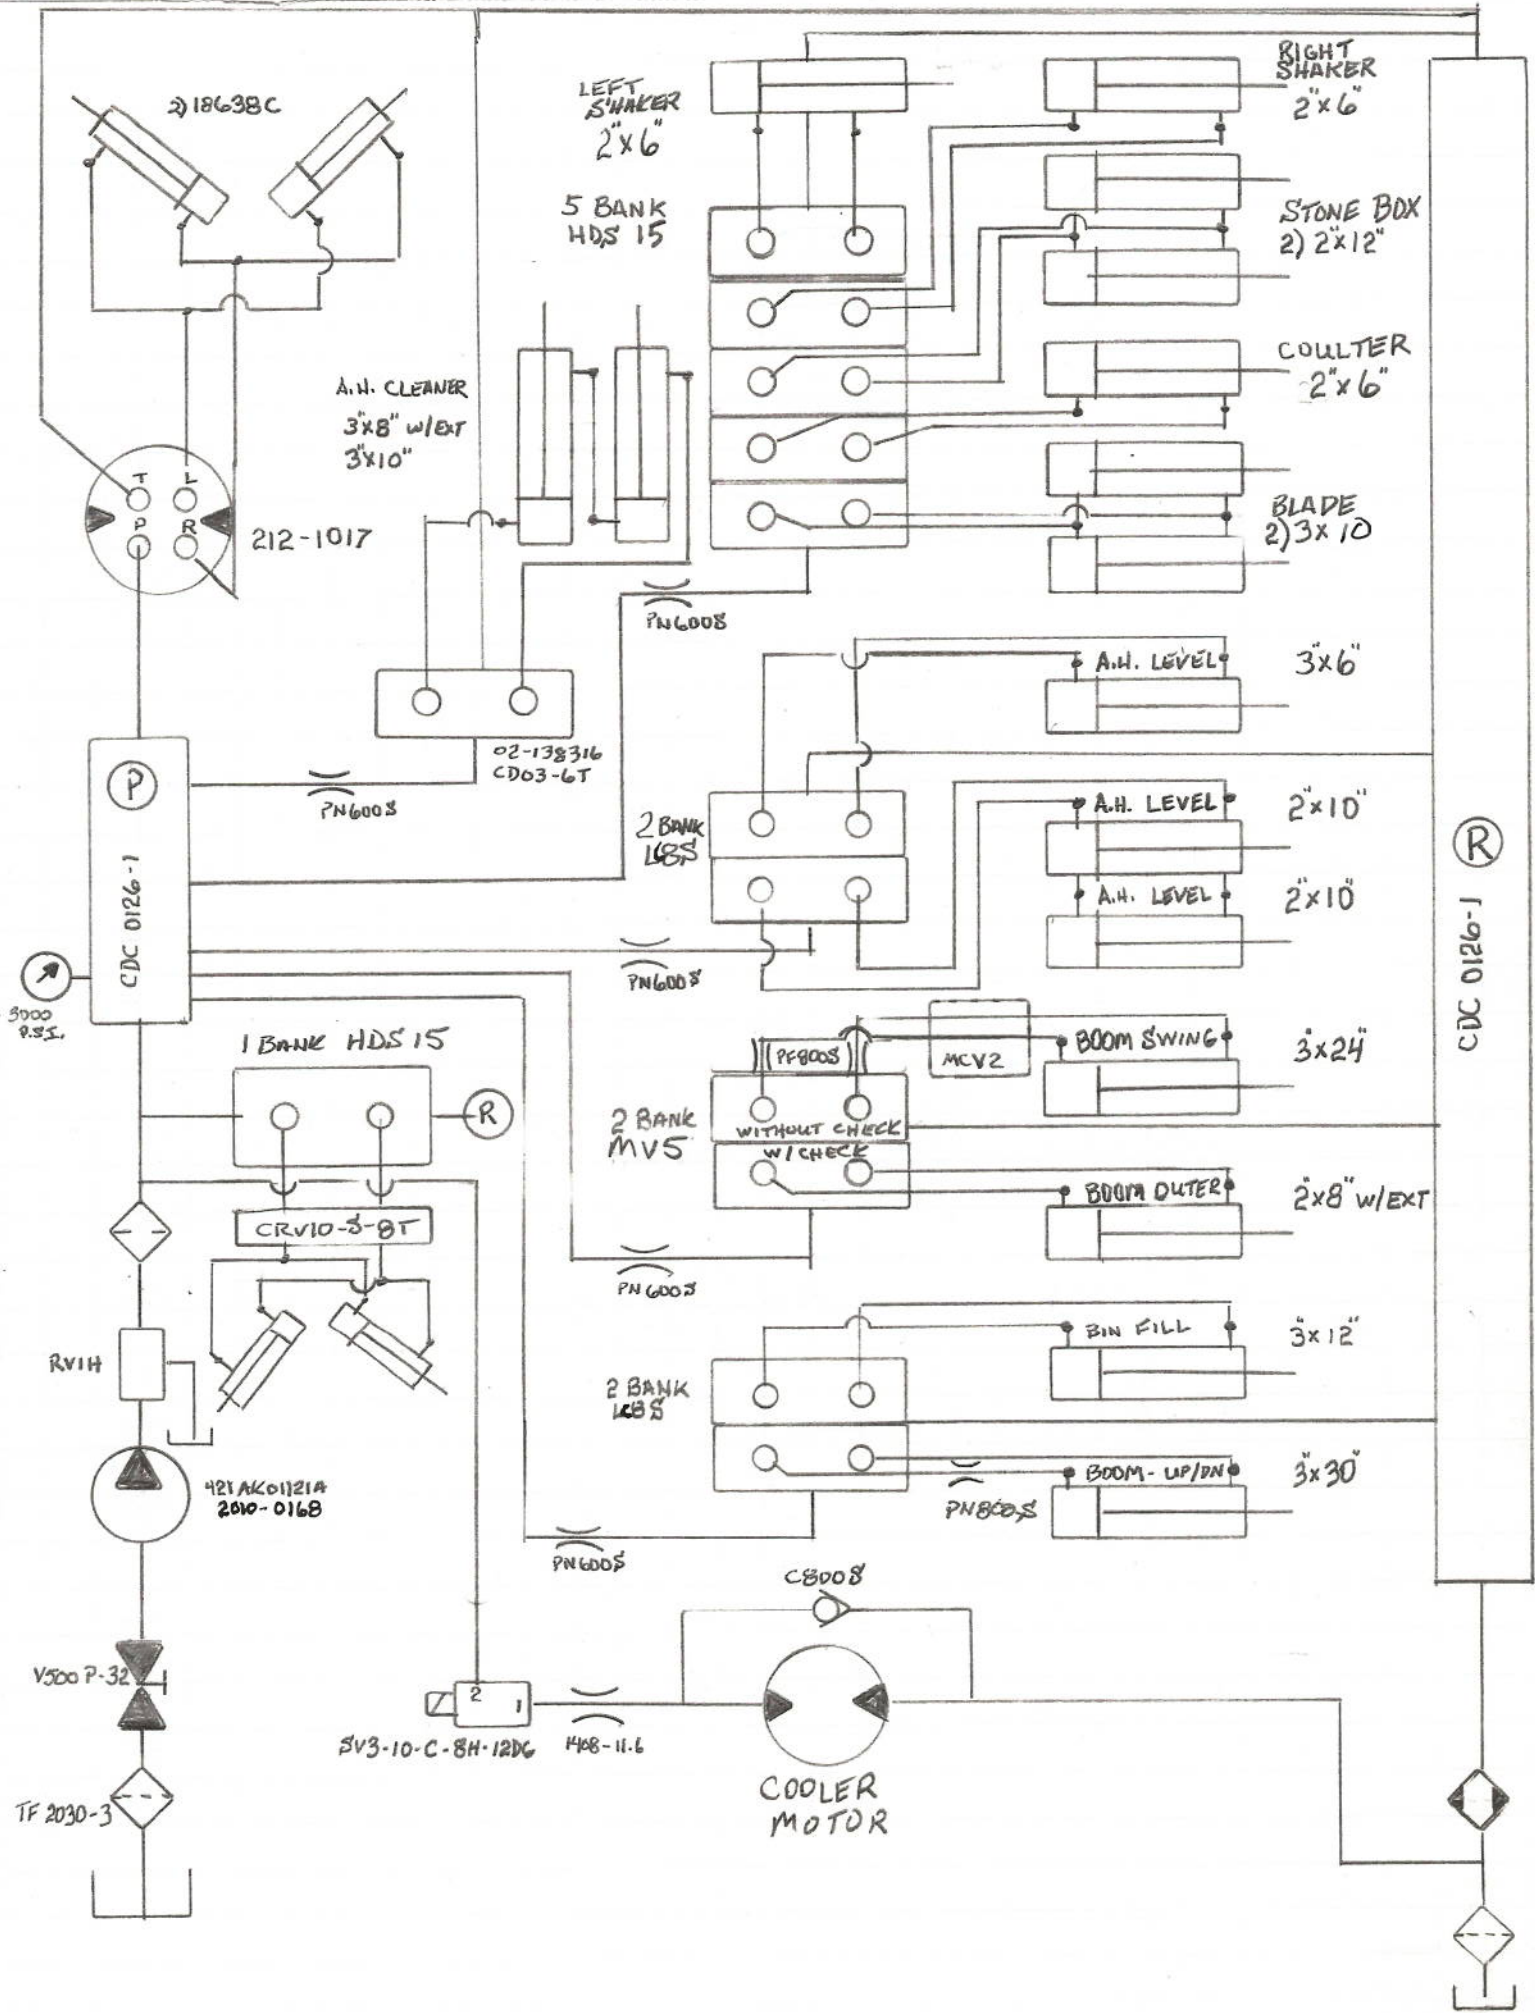 2) 18638C
LEFT
SHAKER
2"x6"
RIGHT
SHAKER
2"x6"
5 BANK
HDS 15
STONE BOX
2) 2"x12"
COULTER
2"x6"
A.H. CLEANER
3"x8" w/EXT
3"x10"
T
L
P
R
212-1017
BLADE
2) 3x10
PN600S
A.H. LEVEL
3"x6"
02-138316
CD03-6T
P
PN600S
2 BANK
L68S
A.H. LEVEL
2"x10"
A.H. LEVEL
2"x10"
R
CDC 0126-1
CDC 0126-1
PN600S
3000
P.S.I.
1 BANK HDS 15
PF800S
MCV2
BOOM SWING
3"x24"
R
2 BANK
MV5
WITHOUT CHECK
W/CHECK
BOOM OUTER
2"x8" w/EXT
CRV10-S-8T
PN600S
BIN FILL
3"x12"
RV1H
2 BANK
L68S
BOOM-UP/DN
3"x30"
421AK01121A
2010-0168
PN800S
PN600S
C800S
V500P-32
2
1
SV3-10-C-8H-12DG
1408-11.6
COOLER
MOTOR
TF 2030-3